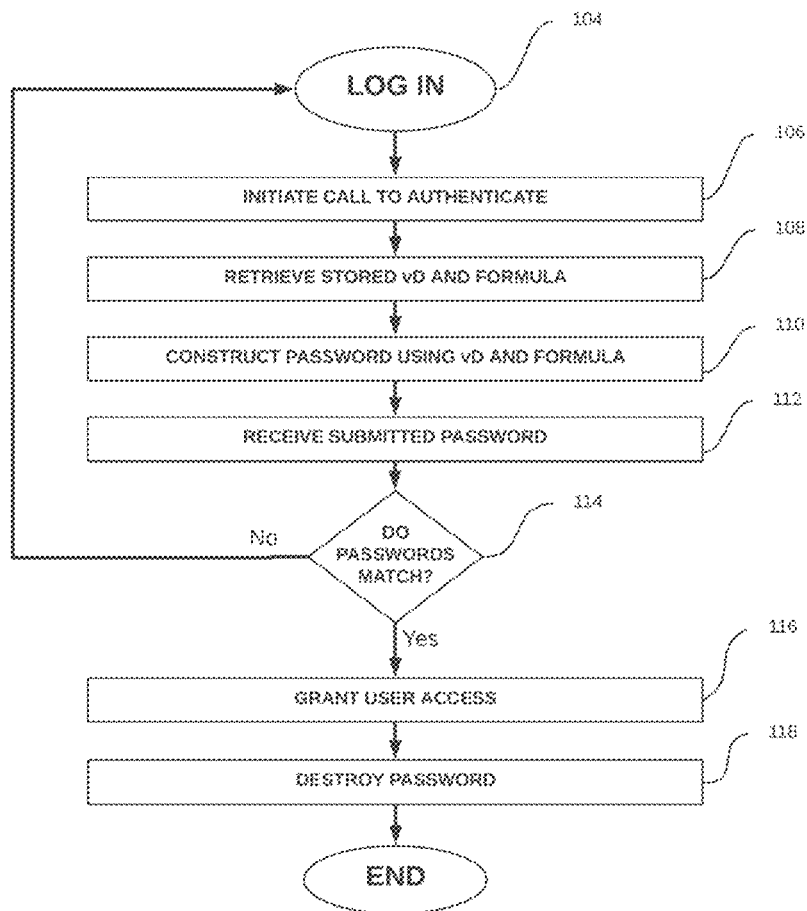 104
LOG IN
106
INITIATE CALL TO AUTHENTICATE
108
RETRIEVE STORED vD AND FORMULA
110
CONSTRUCT PASSWORD USING vD AND FORMULA
112
RECEIVE SUBMITTED PASSWORD
114
No
DO
PASSWORDS
MATCH?
Yes
116
GRANT USER ACCESS
118
DESTROY PASSWORD
END